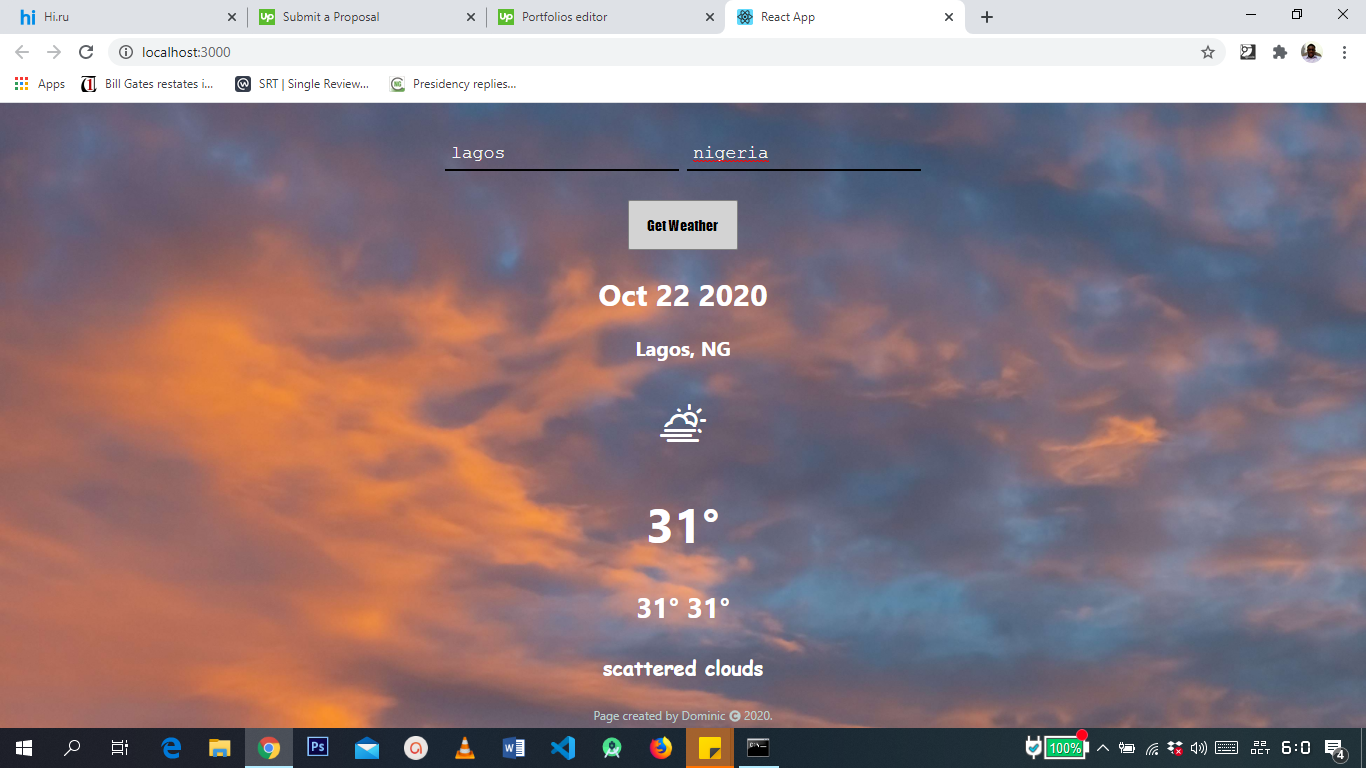 Hi.ru
Submit a Proposal
Portfolios editor
React App
localhost:3000
Apps
Bill Gates restates i...
SRT | Single Review...
Presidency replies...
lagos
nigeria
Get Weather
Oct 22 2020
Lagos, NG
31°
31° 31°
scattered clouds
Page created by Dominic © 2020.
100%
6:0
4